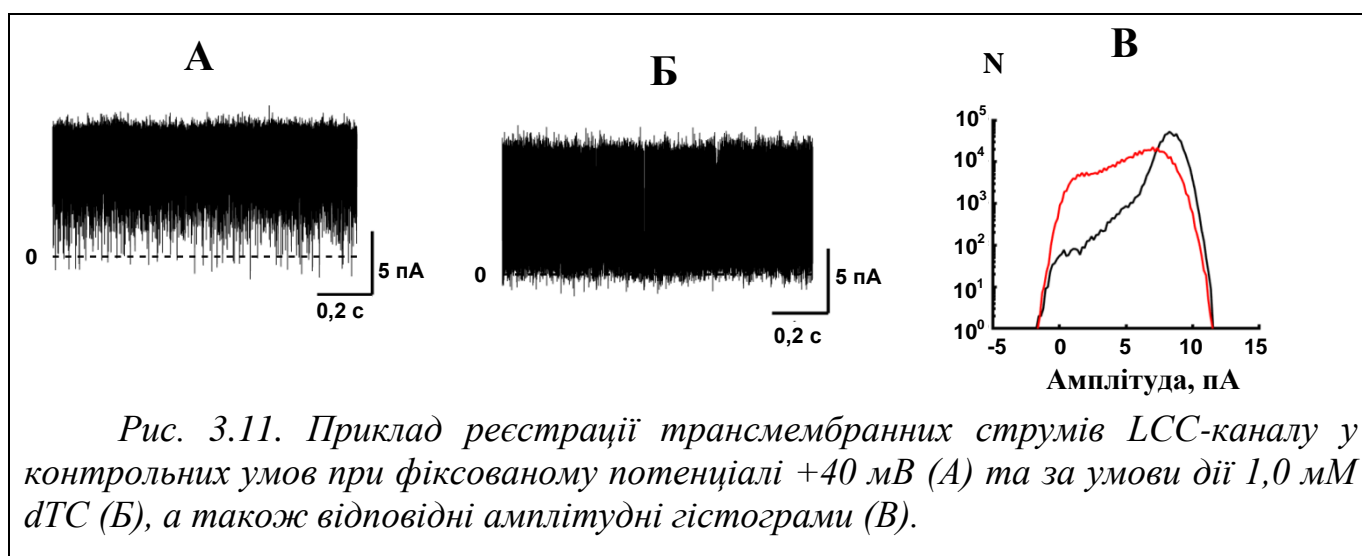 А
Б
В
0
5 пА
0,2 с
0
5 пА
0,2 с
N
10⁵
10⁴
10³
10²
10¹
10⁰
-5 0 5 10 15
Амплітуда, пА
Рис. 3.11. Приклад реєстрації трансмембранних струмів LCC-каналу у
контрольних умов при фіксованому потенціалі +40 мВ (А) та за умови дії 1,0 мМ
dTC (Б), а також відповідні амплітудні гістограми (В).